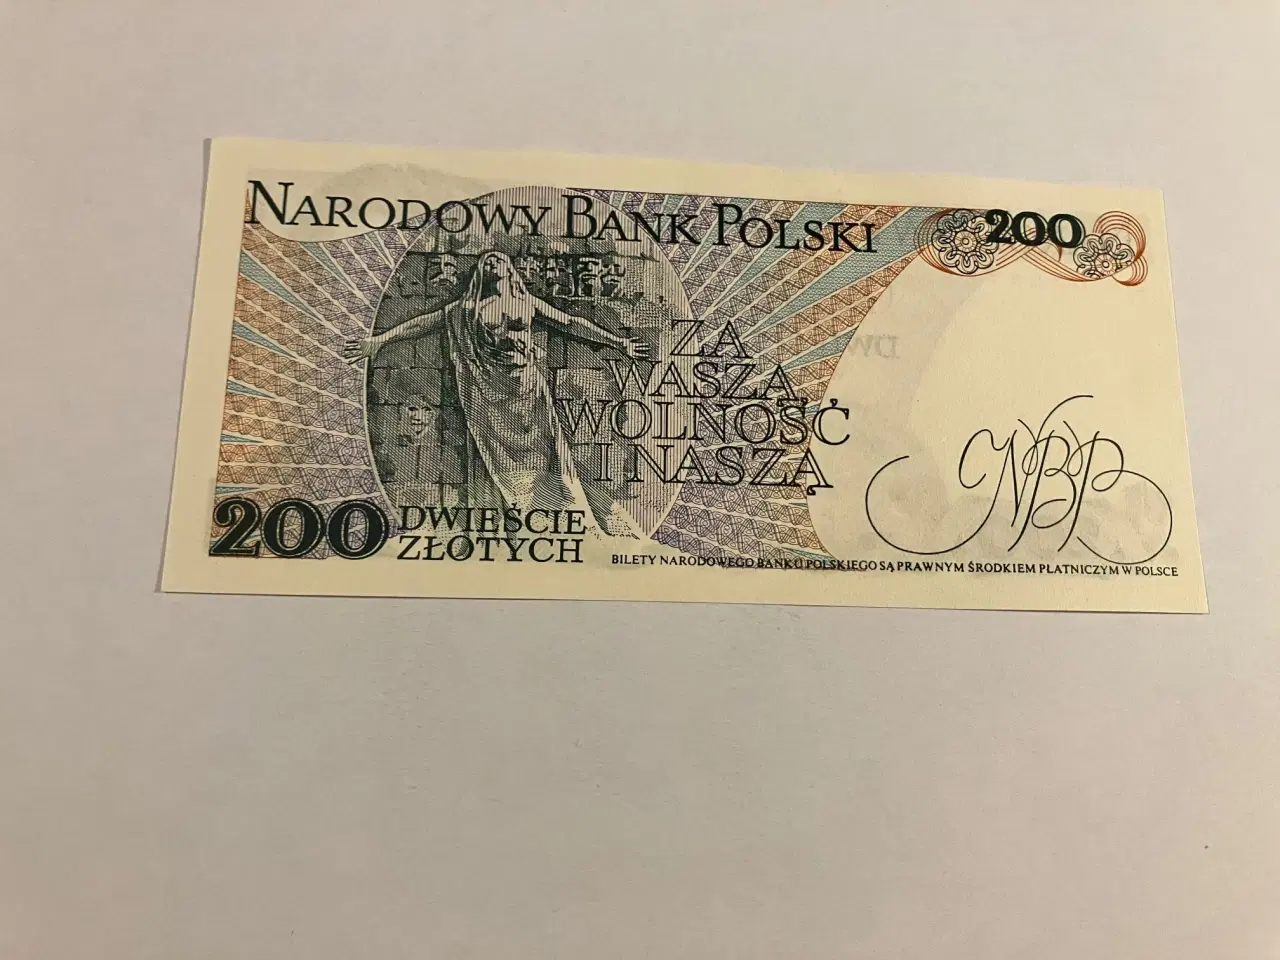 NARODOWY BANK POLSKI
200
ZA
WASZĄ
WOLNOŚĆ
I NASZĄ
NBP
200
DWIEŚCIE
ZŁOTYCH
BILETY NARODOWEGO BANKU POLSKIEGO SĄ PRAWNYM ŚRODKIEM PŁATNICZYM W POLSCE